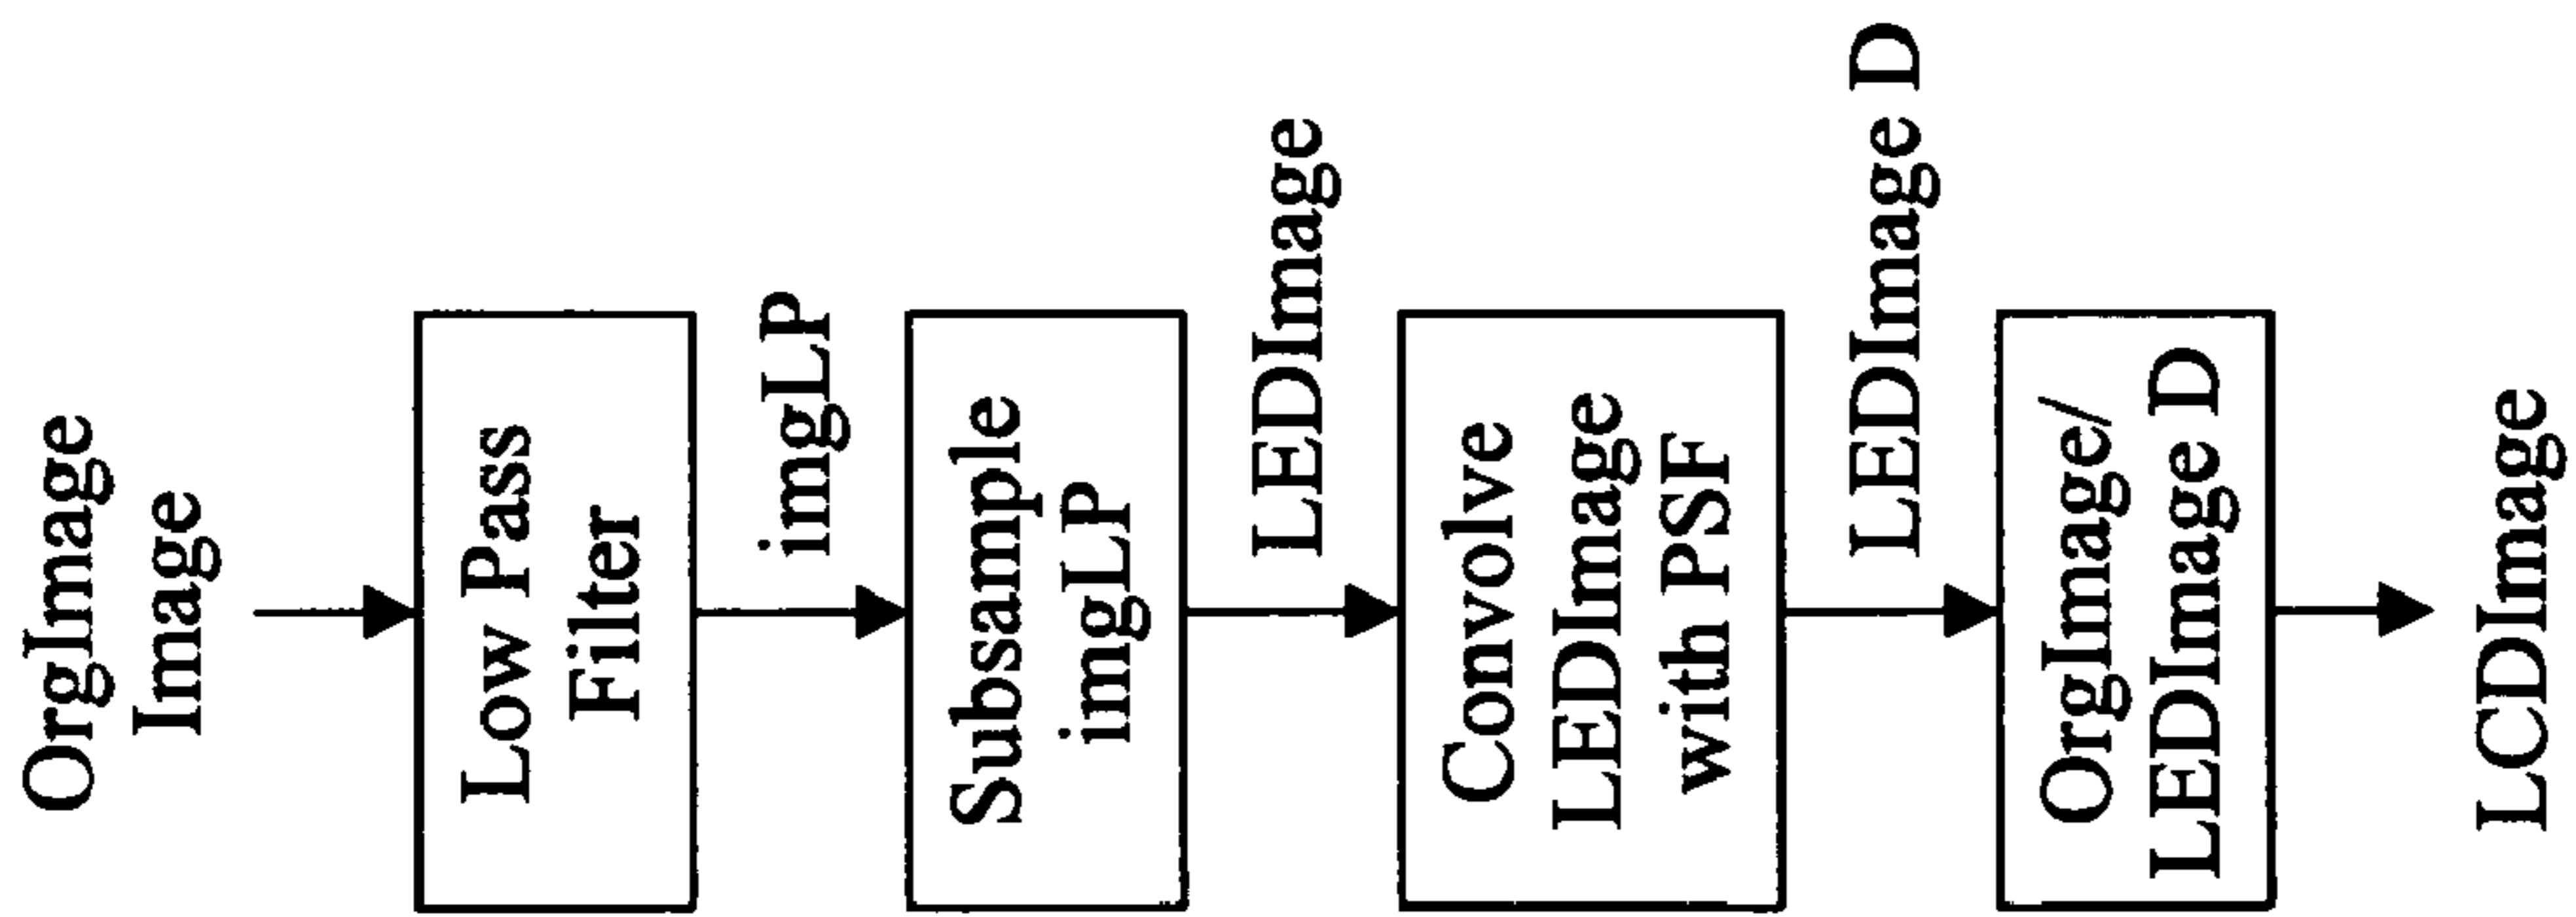 OrgImage
Image
Low Pass
Filter
imgLP
Subsample
imgLP
LEDImage
Convolve
LEDImage
with PSF
LEDImage D
OrgImage/
LEDImage D
LCDImage